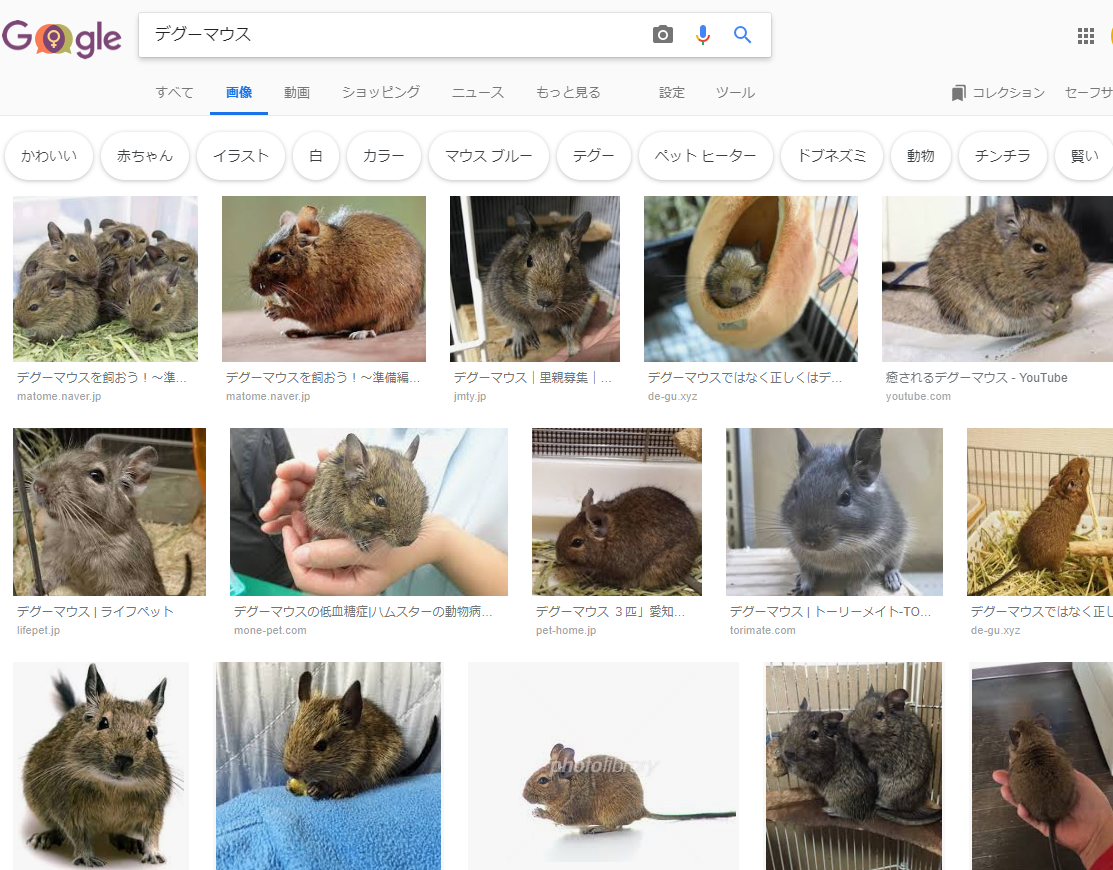 Google
デグーマウス
すべて 画像 動画 ショッピング ニュース もっと見る 設定 ツール コレクション セーフサ
かわいい 赤ちゃん イラスト 白 カラー マウス ブルー デグー ペット ヒーター ドブネズミ 動物 チンチラ 賢い
デグーマウスを飼おう！～準... デグーマウスを飼おう！～準備編... デグーマウス｜里親募集｜... デグーマウスではなく正しくはデ... 癒されるデグーマウス - YouTube
matome.naver.jp matome.naver.jp jmty.jp de-gu.xyz youtube.com
デグーマウス | ライフペット デグーマウスの低血糖症|ハムスターの動物病... デグーマウス ３匹」愛知... デグーマウス | トーリーメイト-TO... デグーマウスではなく正し
lifepet.jp mone-pet.com pet-home.jp torimate.com de-gu.xyz
photolibrary